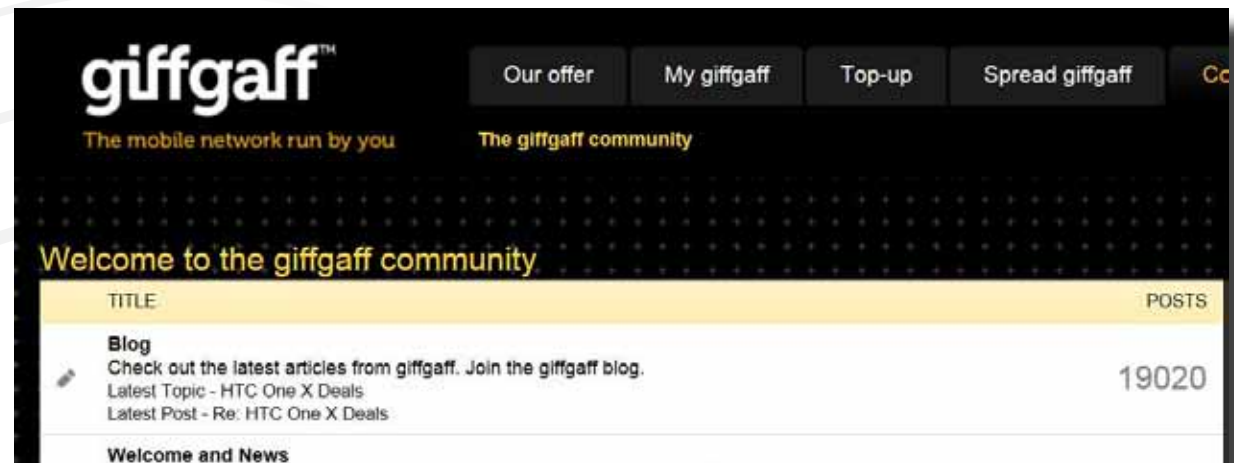 giffgaff™
Our offer My giffgaff Top-up Spread giffgaff Co
The mobile network run by you The giffgaff community
Welcome to the giffgaff community
TITLE POSTS
Blog
Check out the latest articles from giffgaff. Join the giffgaff blog.
19020
Latest Topic - HTC One X Deals
Latest Post - Re: HTC One X Deals
Welcome and News